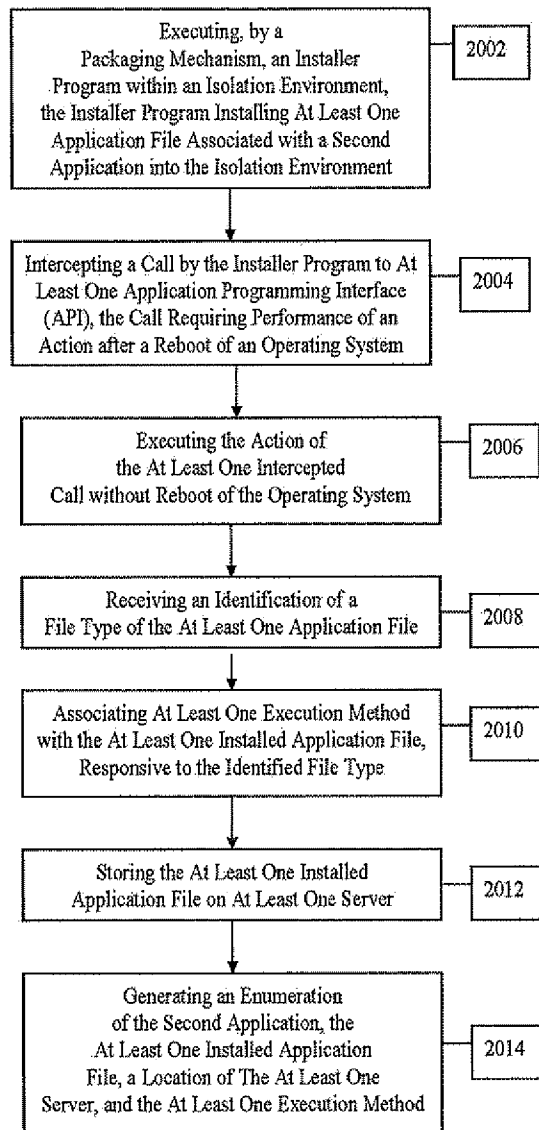 Executing, by a
Packaging Mechanism, an Installer
Program within an Isolation Environment,
the Installer Program Installing At Least One
Application File Associated with a Second
Application into the Isolation Environment
2002
Intercepting a Call by the Installer Program to At
Least One Application Programming Interface
(API), the Call Requiring Performance of an
Action after a Reboot of an Operating System
2004
Executing the Action of
the At Least One Intercepted
Call without Reboot of the Operating System
2006
Receiving an Identification of a
File Type of the At Least One Application File
2008
Associating At Least One Execution Method
with the At Least One Installed Application File,
Responsive to the Identified File Type
2010
Storing the At Least One Installed
Application File on At Least One Server
2012
Generating an Enumeration
of the Second Application, the
At Least One Installed Application
File, a Location of The At Least One
Server, and the At Least One Execution Method
2014